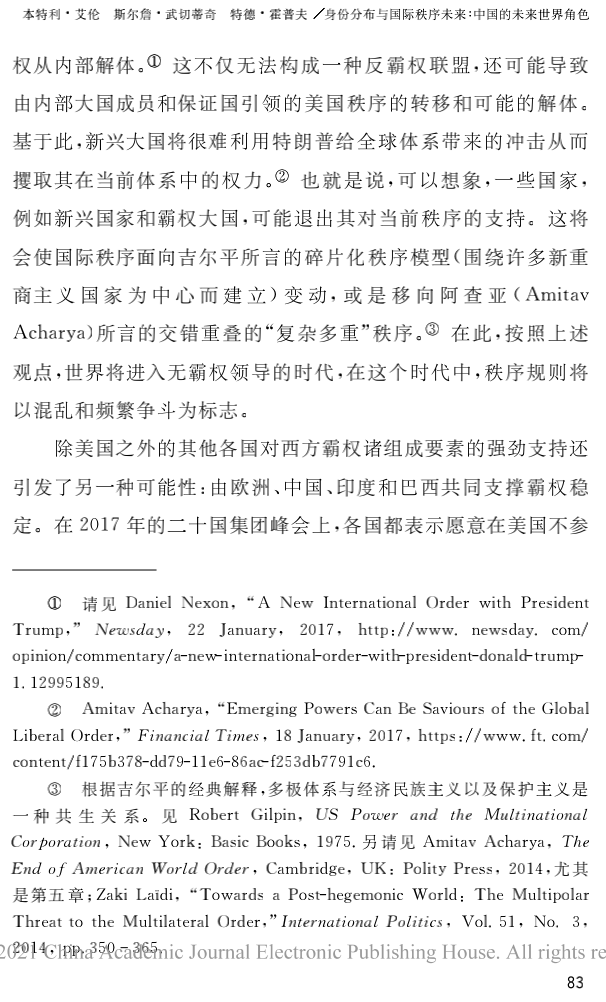 本特利·艾伦　斯尔詹·武切蒂奇　特德·霍普夫／身份分布与国际秩序未来:中国的未来世界角色
权从内部解体。① 这不仅无法构成一种反霸权联盟,还可能导致
由内部大国成员和保证国引领的美国秩序的转移和可能的解体。
基于此,新兴大国将很难利用特朗普给全球体系带来的冲击从而
攫取其在当前体系中的权力。② 也就是说,可以想象,一些国家,
例如新兴国家和霸权大国,可能退出其对当前秩序的支持。这将
会使国际秩序面向吉尔平所言的碎片化秩序模型(围绕许多新重
商主义国家为中心而建立)变动,或是移向阿查亚(Amitav
Acharya)所言的交错重叠的“复杂多重”秩序。③ 在此,按照上述
观点,世界将进入无霸权领导的时代,在这个时代中,秩序规则将
以混乱和频繁争斗为标志。
除美国之外的其他各国对西方霸权诸组成要素的强劲支持还
引发了另一种可能性:由欧洲、中国、印度和巴西共同支撑霸权稳
定。在 2017 年的二十国集团峰会上,各国都表示愿意在美国不参
① 请见 Daniel Nexon, “A New International Order with President
Trump,” Newsday, 22 January, 2017, http://www. newsday. com/
opinion/commentary/a-new-international-order-with-president-donald-trump-
1. 12995189.
② Amitav Acharya, “Emerging Powers Can Be Saviours of the Global
Liberal Order,” Financial Times, 18 January, 2017, https://www. ft. com/
content/f175b378-dd79-11e6-86ac-f253db7791c6.
③ 根据吉尔平的经典解释,多极体系与经济民族主义以及保护主义是
一种共生关系。见 Robert Gilpin, US Power and the Multinational
Corporation, New York: Basic Books, 1975. 另请见 Amitav Acharya, The
End of American World Order, Cambridge, UK: Polity Press, 2014,尤其
是第五章;Zaki Laïdi, “Towards a Post-hegemonic World: The Multipolar
Threat to the Multilateral Order,” International Politics, Vol. 51, No. 3,
2014, pp. 350-365.
2021 China Academic Journal Electronic Publishing House. All rights re
83